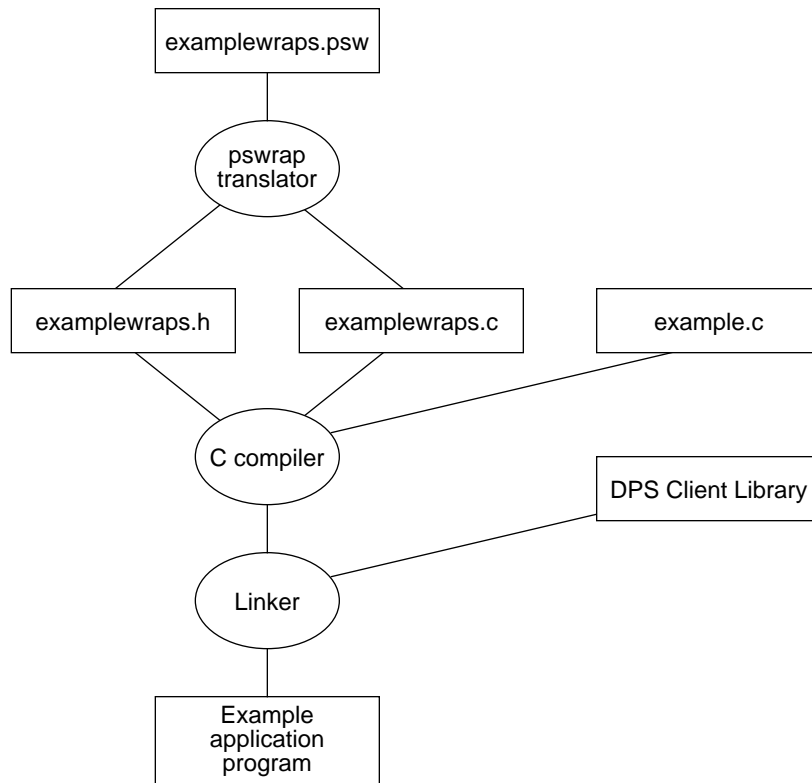 examplewraps.psw
pswrap
translator
examplewraps.h
examplewraps.c
example.c
C compiler
DPS Client Library
Linker
Example
application
program